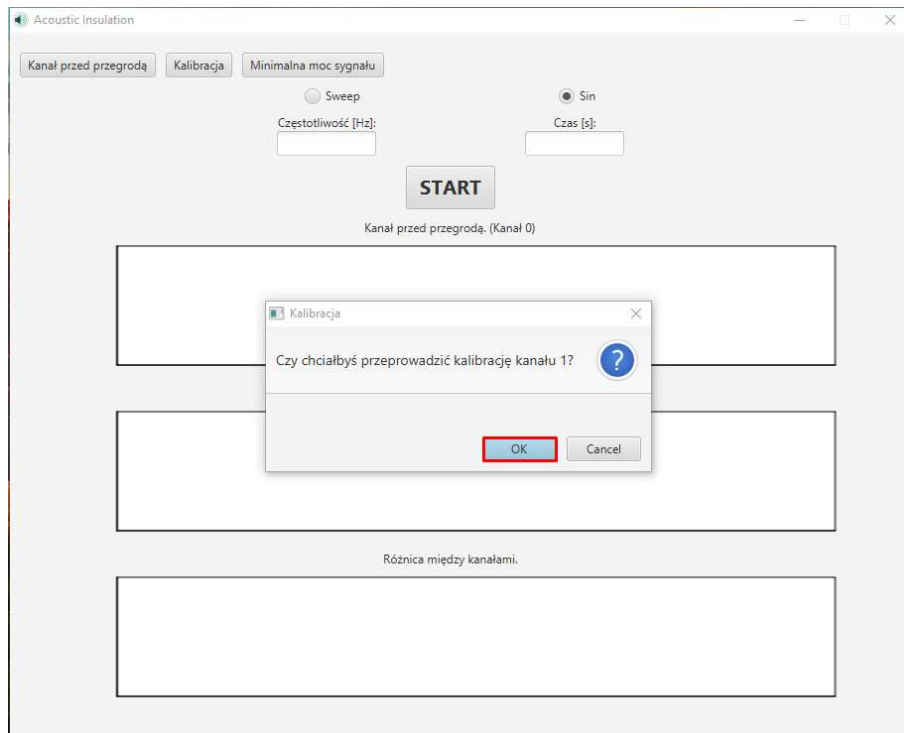 Acoustic Insulation
Kanał przed przegrodą Kalibracja Minimalna moc sygnału
Sweep Sin
Częstotliwość [Hz]: Czas [s]:
START
Kanał przed przegrodą. (Kanał 0)
Kalibracja
Czy chciałbyś przeprowadzić kalibrację kanału 1?
OK Cancel
Różnica między kanałami.